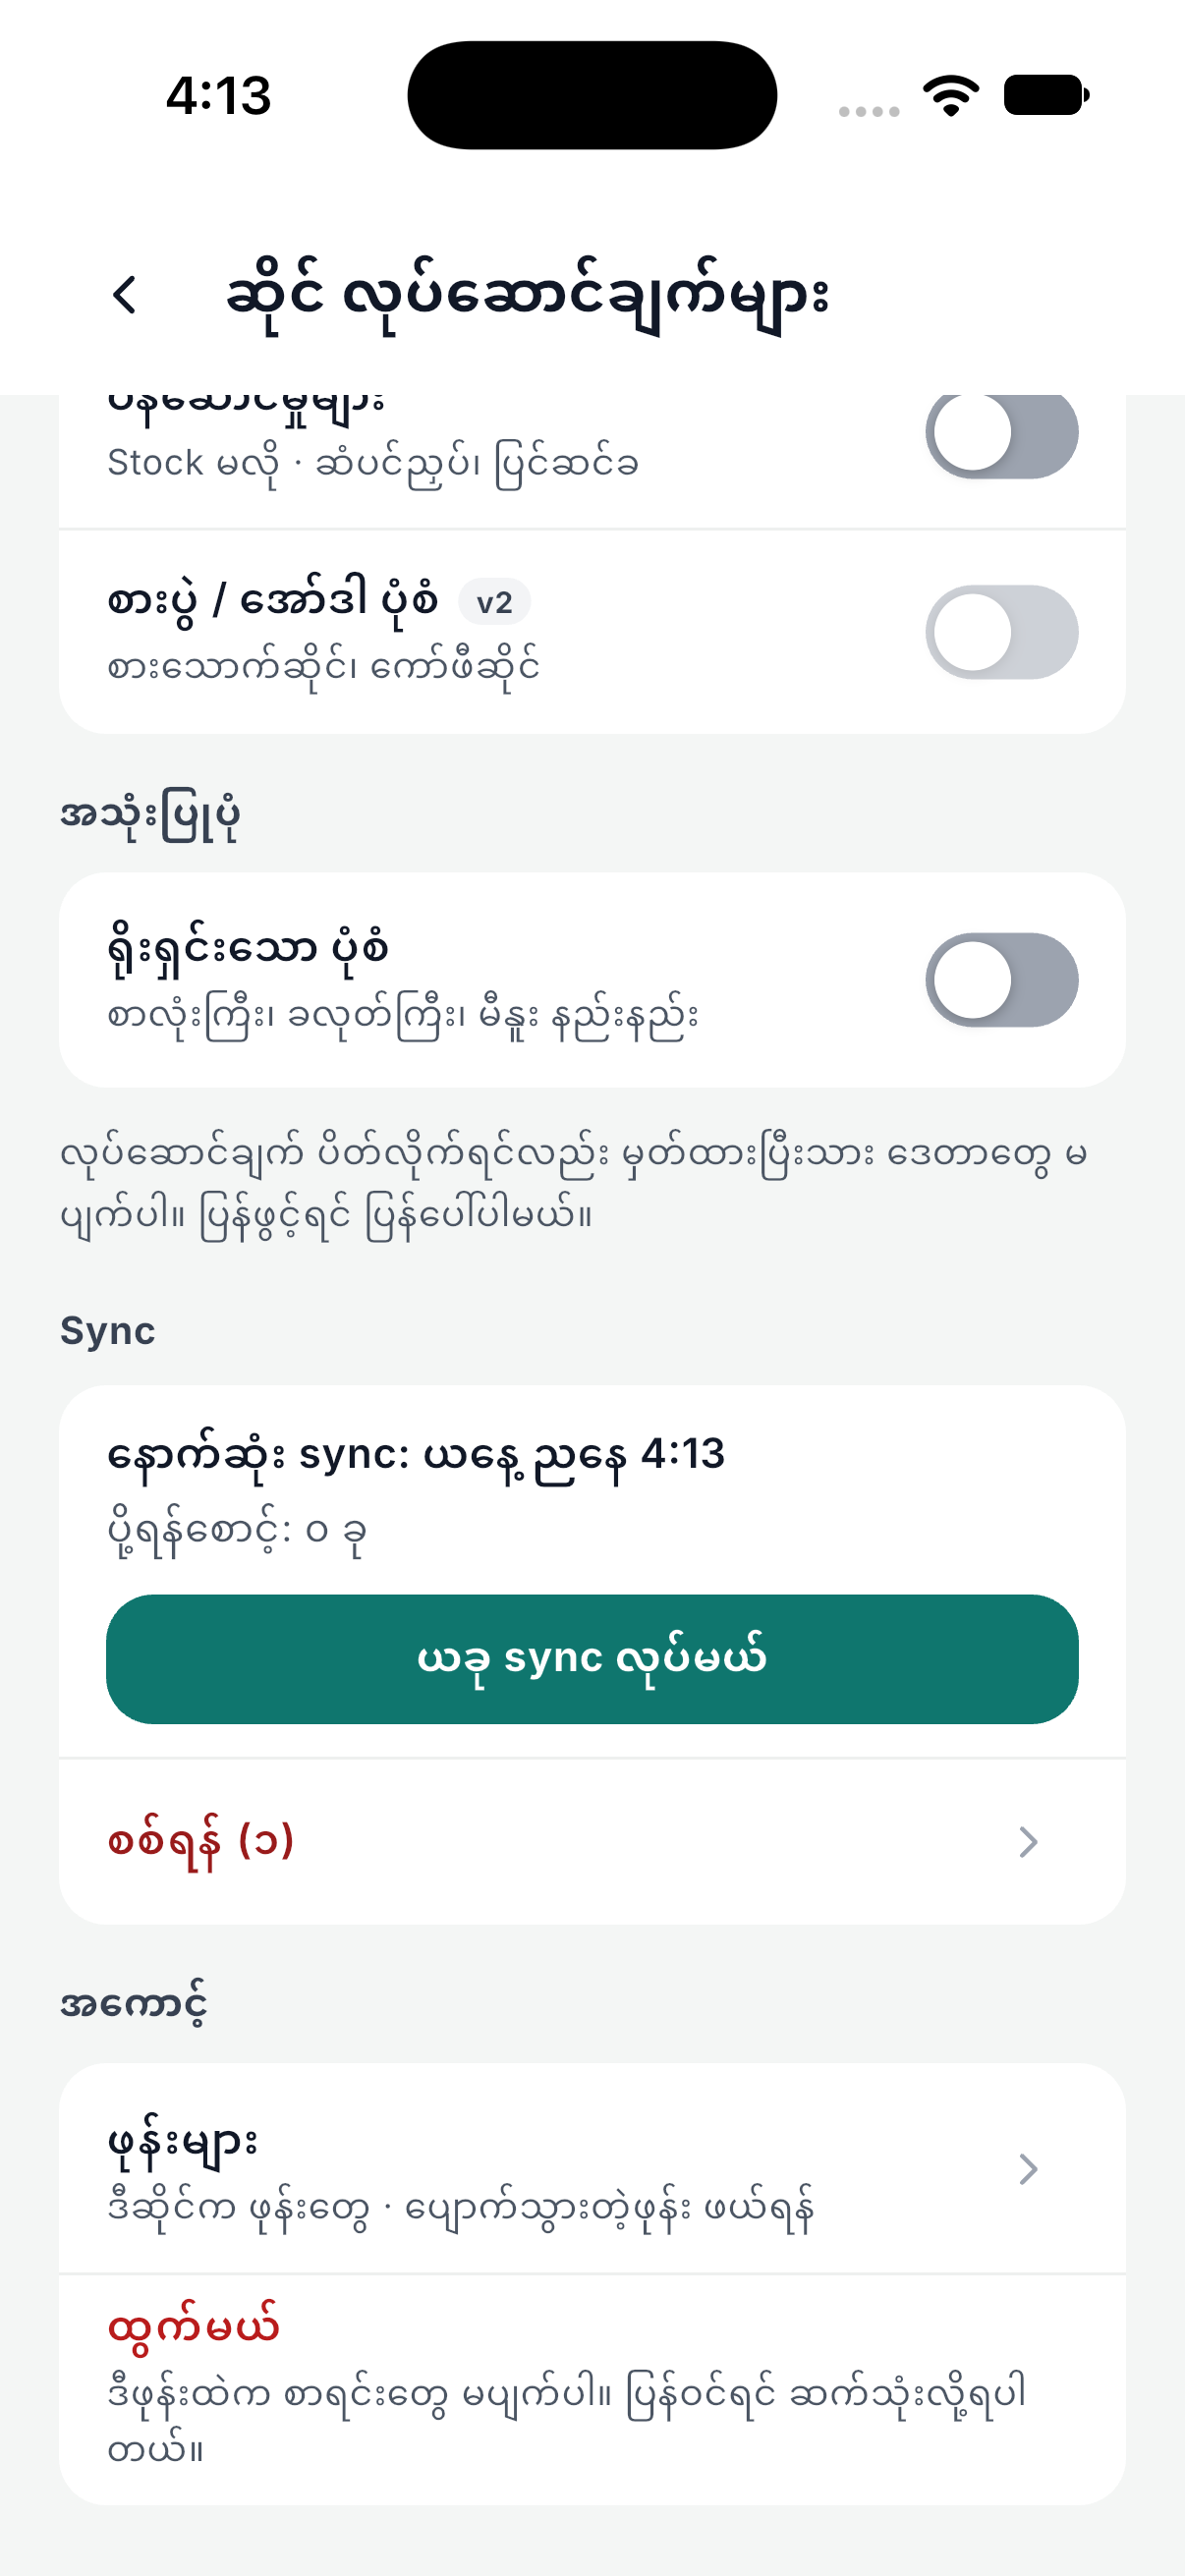 4:13
ဆိုင် လုပ်ဆောင်ချက်များ
ဝန်ဆောင်မှုများ
Stock မလို · ဆံပင်ညှပ်၊ ပြင်ဆင်ခ
စားပွဲ / အော်ဒါ ပုံစံ v2
စားသောက်ဆိုင်၊ ကော်ဖီဆိုင်
အသုံးပြုပုံ
ရိုးရှင်းသော ပုံစံ
စာလုံးကြီး၊ ခလုတ်ကြီး၊ မီနူး နည်းနည်း
လုပ်ဆောင်ချက် ပိတ်လိုက်ရင်လည်း မှတ်ထားပြီးသား ဒေတာတွေ မ
ပျက်ပါ။ ပြန်ဖွင့်ရင် ပြန်ပေါ်ပါမယ်။
Sync
နောက်ဆုံး sync: ယနေ့ ညနေ 4:13
ပို့ရန်စောင့်: ၀ ခု
ယခု sync လုပ်မယ်
စစ်ရန် (၁)
အကောင့်
ဖုန်းများ
ဒီဆိုင်က ဖုန်းတွေ · ပျောက်သွားတဲ့ဖုန်း ဖယ်ရန်
ထွက်မယ်
ဒီဖုန်းထဲက စာရင်းတွေ မပျက်ပါ။ ပြန်ဝင်ရင် ဆက်သုံးလို့ရပါ
တယ်။